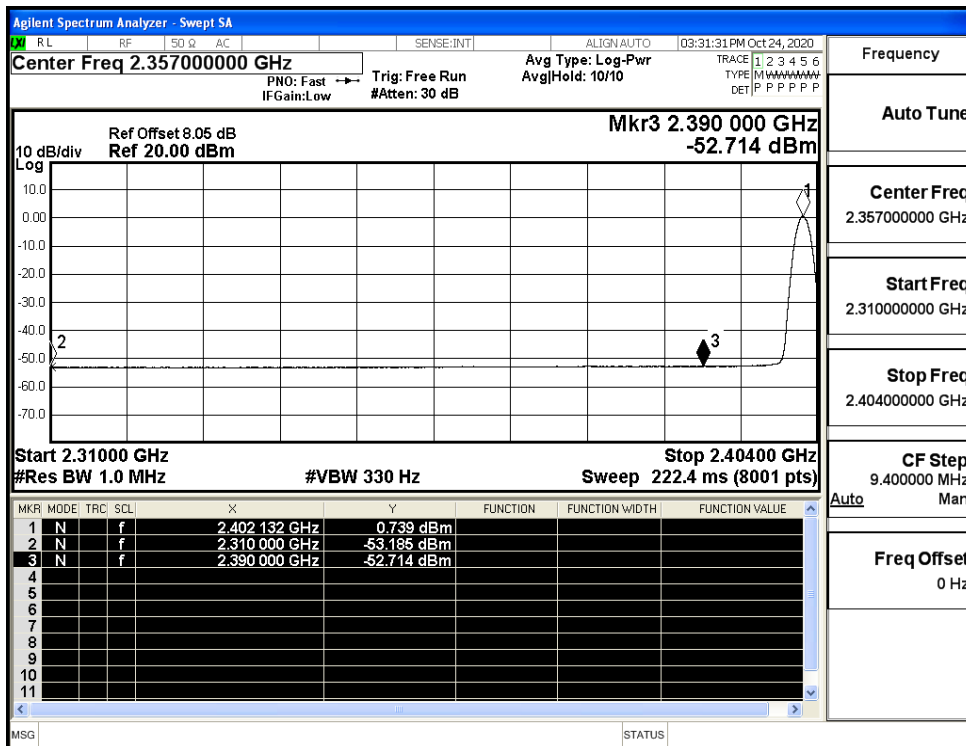 Agilent Spectrum Analyzer - Swept SA
LXI RL RF 50 Ω AC SENSE:INT ALIGN AUTO 03:31:31 PM Oct 24, 2020
Center Freq 2.357000000 GHz
PNO: Fast
IFGain:Low
Trig: Free Run
#Atten: 30 dB
Avg Type: Log-Pwr
Avg|Hold: 10/10
TRACE 1 2 3 4 5 6
TYPE M W W W W W
DET P P P P P P
Mkr3 2.390 000 GHz
-52.714 dBm
Ref Offset 8.05 dB
10 dB/div Ref 20.00 dBm
Log
10.0
0.00
-10.0
-20.0
-30.0
-40.0
-50.0
-60.0
-70.0
1
2
3
Start 2.31000 GHz Stop 2.40400 GHz
#Res BW 1.0 MHz #VBW 330 Hz Sweep 222.4 ms (8001 pts)
MKR MODE TRC SCL X Y FUNCTION FUNCTION WIDTH FUNCTION VALUE
1 N f 2.402 132 GHz 0.739 dBm
2 N f 2.310 000 GHz -53.185 dBm
3 N f 2.390 000 GHz -52.714 dBm
4
5
6
7
8
9
10
11
MSG STATUS
Frequency
Auto Tune
Center Freq
2.357000000 GHz
Start Freq
2.310000000 GHz
Stop Freq
2.404000000 GHz
CF Step
9.400000 MHz
Auto Man
Freq Offset
0 Hz